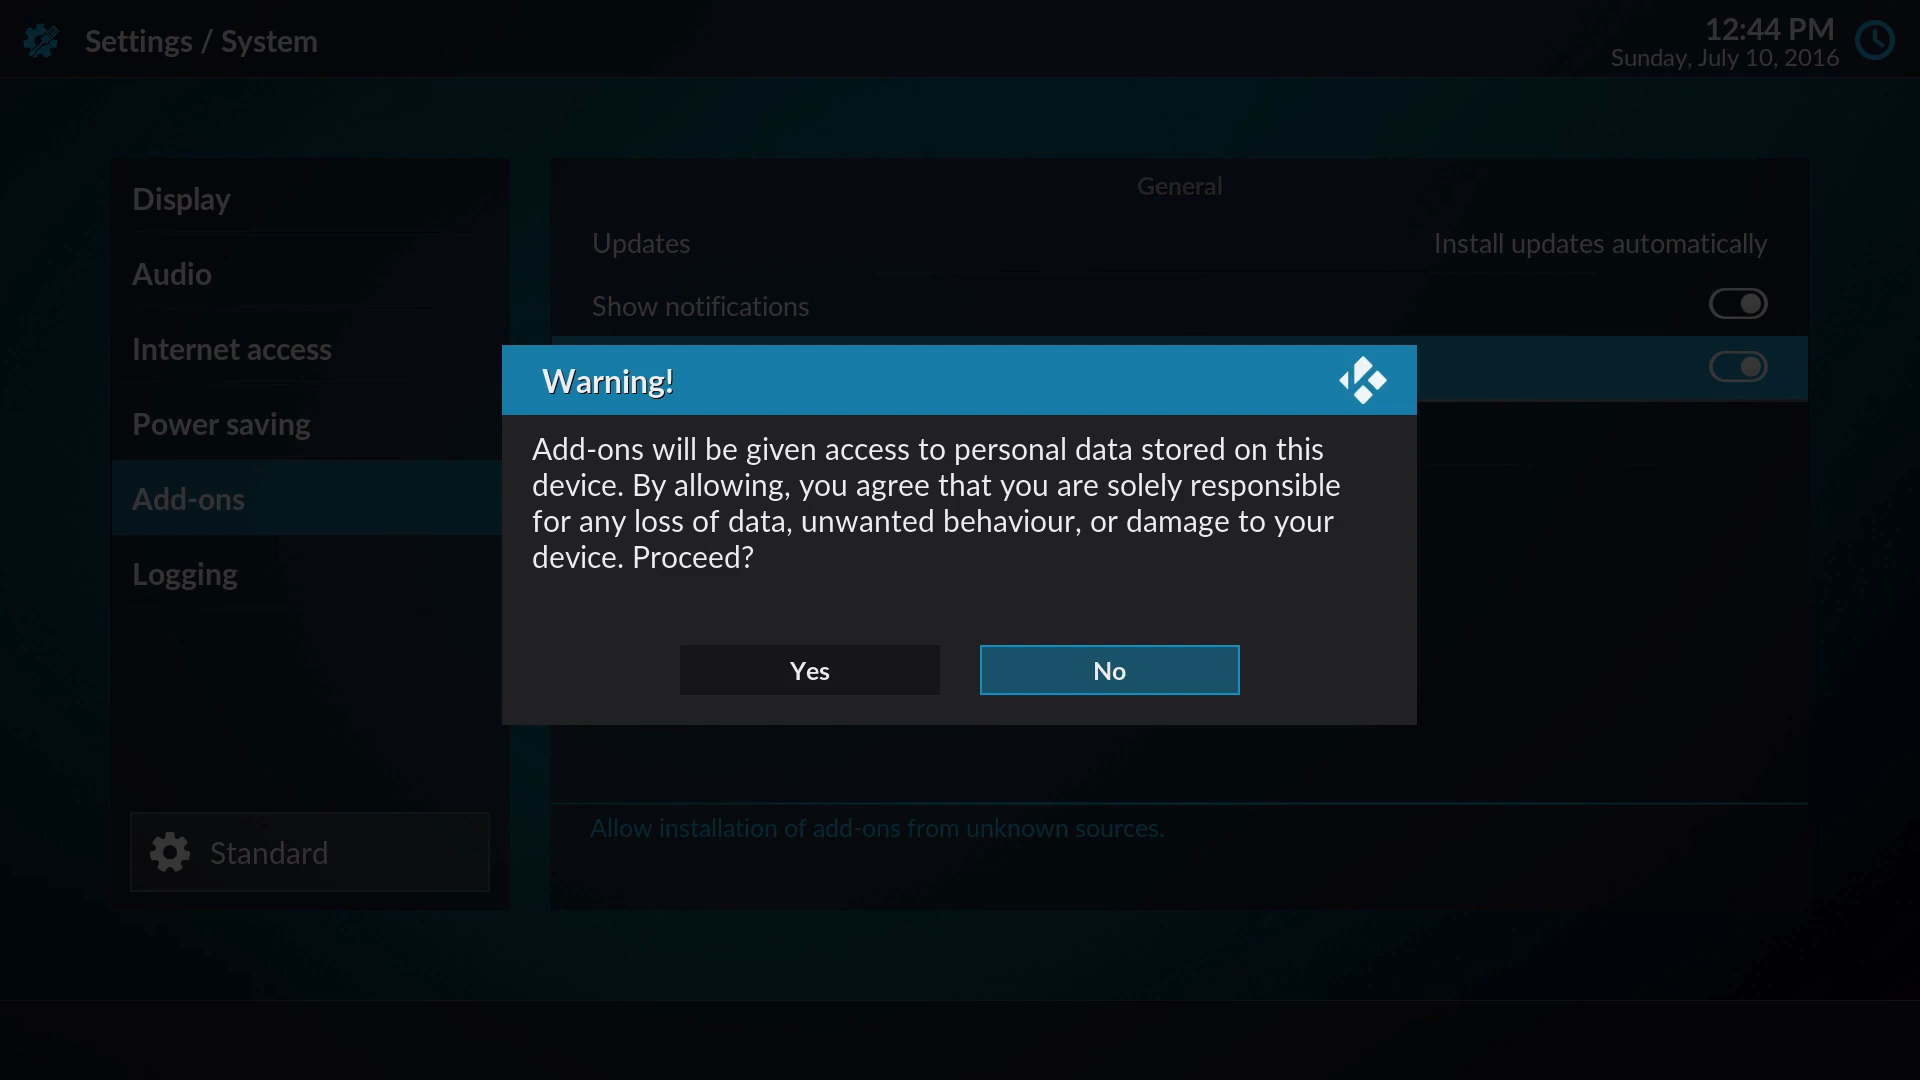 Settings / System
12:44 PM
Sunday, July 10, 2016
Display
Audio
Internet access
Power saving
Add-ons
Logging
Standard
General
Updates
Install updates automatically
Show notifications
Warning!
Add-ons will be given access to personal data stored on this
device. By allowing, you agree that you are solely responsible
for any loss of data, unwanted behaviour, or damage to your
device. Proceed?
Yes
No
Allow installation of add-ons from unknown sources.